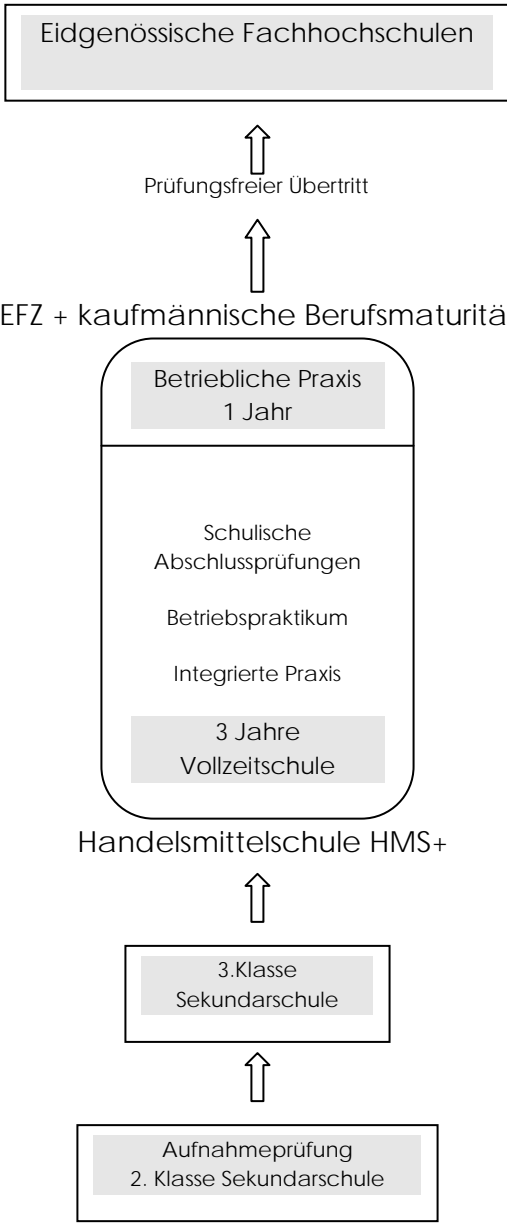 Eidgenössische Fachhochschulen
Prüfungsfreier Übertritt
EFZ + kaufmännische Berufsmaturitä
Betriebliche Praxis
1 Jahr
Schulische
Abschlussprüfungen
Betriebspraktikum
Integrierte Praxis
3 Jahre
Vollzeitschule
Handelsmittelschule HMS+
3.Klasse
Sekundarschule
Aufnahmeprüfung
2. Klasse Sekundarschule